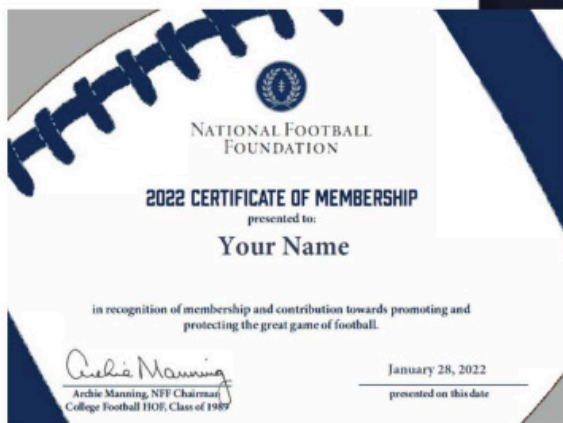 NATIONAL FOOTBALL
FOUNDATION
2022 CERTIFICATE OF MEMBERSHIP
presented to:
Your Name
in recognition of membership and contribution towards promoting and
protecting the great game of football.
Archie Manning
Archie Manning, NFF Chairman
College Football HOF, Class of 1989
January 28, 2022
presented on this date